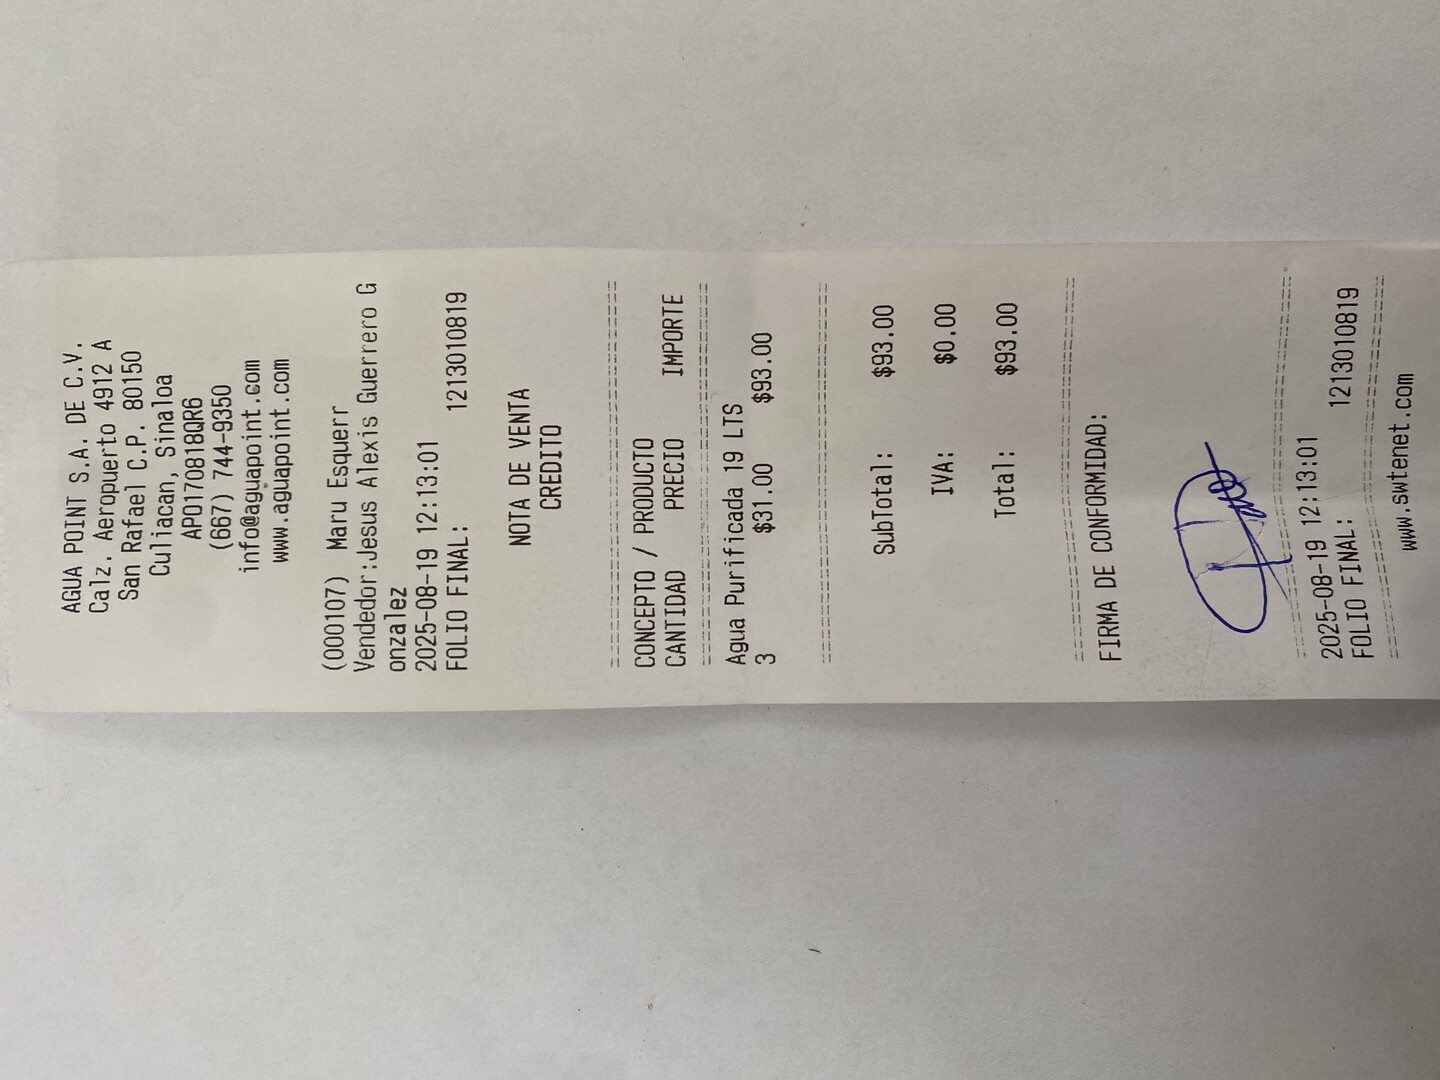 AGUA POINT S.A. DE C.V.
Calz. Aeropuerto 4912 A
San Rafael C.P. 80150
Culiacan, Sinaloa
APO170818QR6
(667) 744-9350
info@aguapoint.com
www.aguapoint.com
(000107) Maru Esquerr
Vendedor:Jesus Alexis Guerrero G
onzalez
2025-08-19 12:13:01
FOLIO FINAL: 1213010819
NOTA DE VENTA
CREDITO
CONCEPTO / PRODUCTO
CANTIDAD PRECIO IMPORTE
Agua Purificada 19 LTS
3 $31.00 $93.00
SubTotal: $93.00
IVA: $0.00
Total: $93.00
FIRMA DE CONFORMIDAD:
2025-08-19 12:13:01
FOLIO FINAL: 1213010819
www.swtenet.com